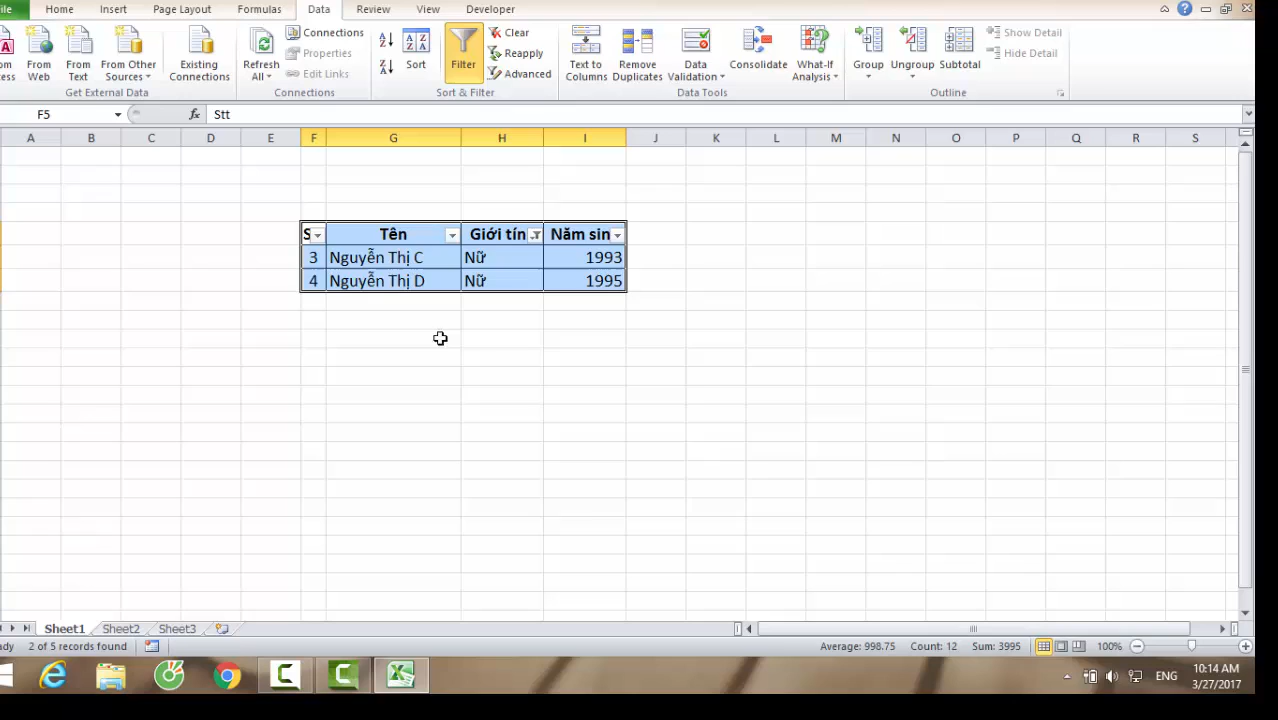 File Home Insert Page Layout Formulas Data Review View Developer
From Web
From Text
From Other Sources
Existing Connections
Get External Data
Refresh All
Connections
Properties
Edit Links
Connections
Sort
Filter
Clear
Reapply
Advanced
Sort & Filter
Text to Columns
Remove Duplicates
Data Validation
Consolidate
What-If Analysis
Data Tools
Group
Ungroup
Subtotal
Show Detail
Hide Detail
Outline
F5 fx Stt
A B C D E F G H I J K L M N O P Q R S
S Tên Giới tín Năm sin
3 Nguyễn Thị C Nữ 1993
4 Nguyễn Thị D Nữ 1995
Sheet1 Sheet2 Sheet3
ady 2 of 5 records found Average: 998.75 Count: 12 Sum: 3995 100%
ENG 10:14 AM
3/27/2017